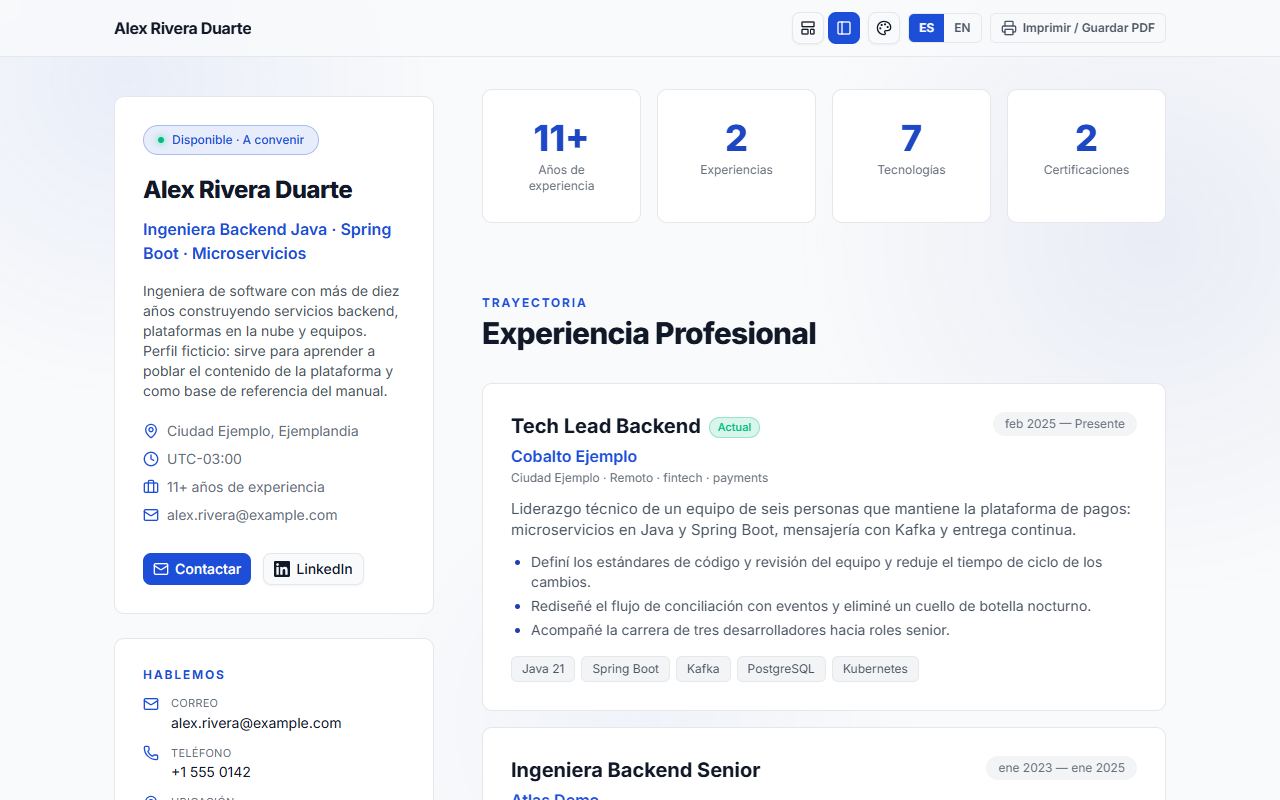 Alex Rivera Duarte
ES
EN
Imprimir / Guardar PDF
Disponible · A convenir
Alex Rivera Duarte
Ingeniera Backend Java · Spring
Boot · Microservicios
Ingeniera de software con más de diez
años construyendo servicios backend,
plataformas en la nube y equipos.
Perfil ficticio: sirve para aprender a
poblar el contenido de la plataforma y
como base de referencia del manual.
Ciudad Ejemplo, Ejemplandia
UTC-03:00
11+ años de experiencia
alex.rivera@example.com
Contactar
LinkedIn
HABLEMOS
CORREO
alex.rivera@example.com
TELÉFONO
+1 555 0142
UBICACIÓN
11+
Años de
experiencia
2
Experiencias
7
Tecnologías
2
Certificaciones
TRAYECTORIA
Experiencia Profesional
Tech Lead Backend
Actual
feb 2025 — Presente
Cobalto Ejemplo
Ciudad Ejemplo · Remoto · fintech · payments
Liderazgo técnico de un equipo de seis personas que mantiene la plataforma de pagos:
microservicios en Java y Spring Boot, mensajería con Kafka y entrega continua.
Definí los estándares de código y revisión del equipo y reduje el tiempo de ciclo de los
cambios.
Rediseñé el flujo de conciliación con eventos y eliminé un cuello de botella nocturno.
Acompañé la carrera de tres desarrolladores hacia roles senior.
Java 21
Spring Boot
Kafka
PostgreSQL
Kubernetes
Ingeniera Backend Senior
ene 2023 — ene 2025
Atlas Demo